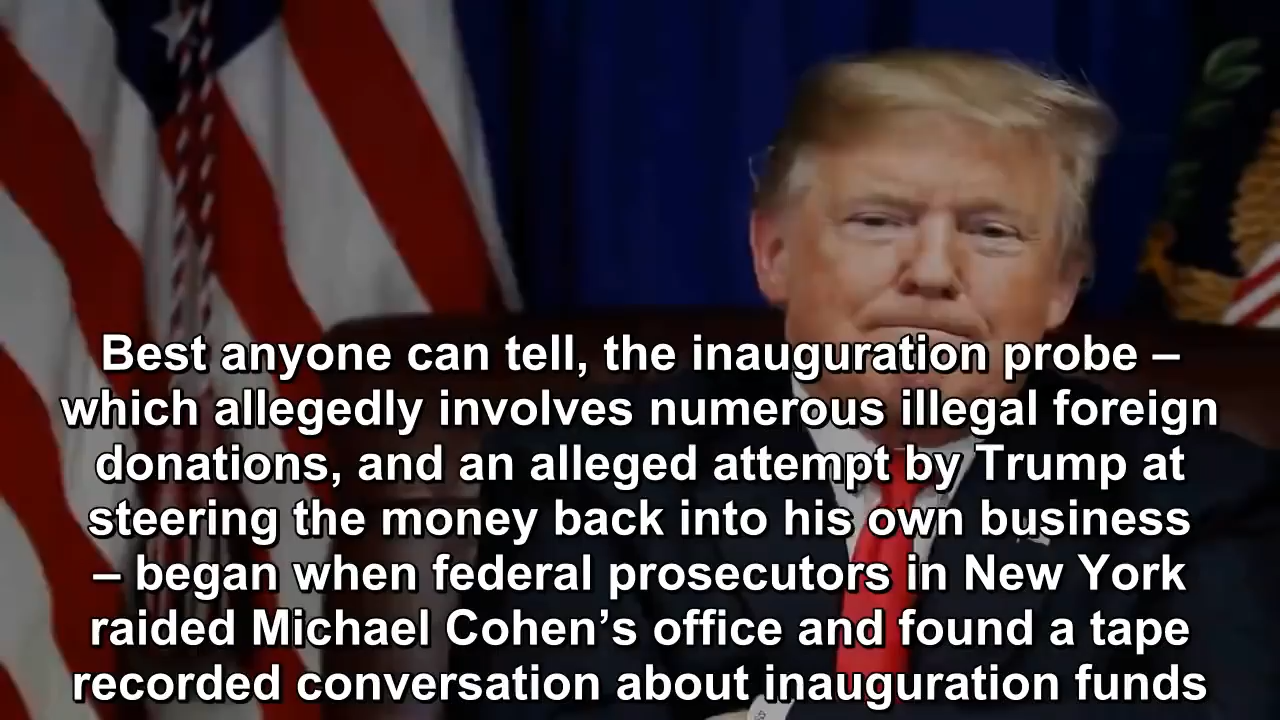 Best anyone can tell, the inauguration probe –
which allegedly involves numerous illegal foreign
donations, and an alleged attempt by Trump at
steering the money back into his own business
– began when federal prosecutors in New York
raided Michael Cohen’s office and found a tape
recorded conversation about inauguration funds